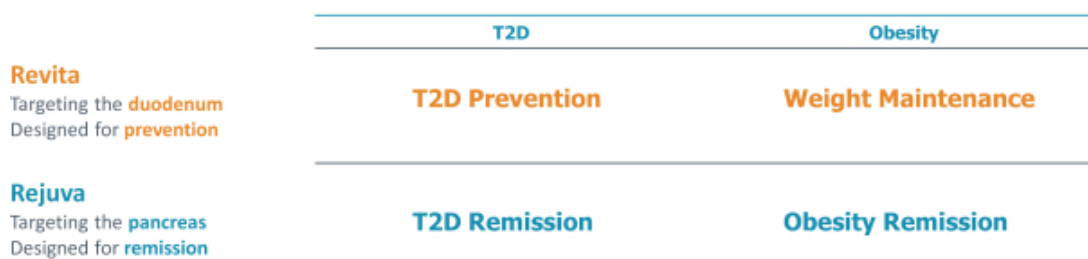 T2D Obesity
Revita
Targeting the duodenum
Designed for prevention
T2D Prevention Weight Maintenance
Rejuva
Targeting the pancreas
Designed for remission
T2D Remission Obesity Remission